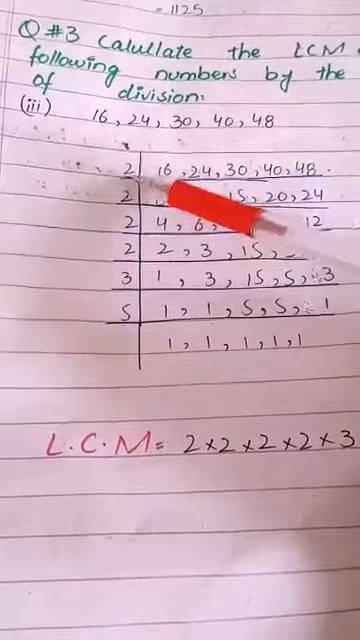 = 1125
Q #3 Calullate the LCM
following numbers by the
of division:
(iii) 16, 24, 30, 40, 48
2 | 16, 24, 30, 40, 48.
2 | 15, 20, 24
2 | 4, 6, 12
2 | 2, 3, 15,
3 | 1, 3, 15, 5, 3
5 | 1, 1, 5, 5, 1
1, 1, 1, 1, 1
L.C.M = 2×2×2×2×3